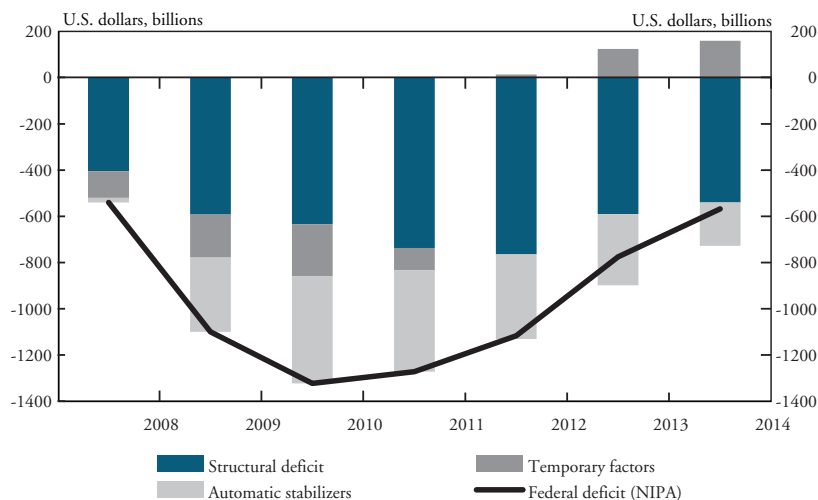 U.S. dollars, billions U.S. dollars, billions
200 200
0 0
-200 -200
-400 -400
-600 -600
-800 -800
-1000 -1000
-1200 -1200
-1400 -1400
2008 2009 2010 2011 2012 2013 2014
Structural deficit Temporary factors
Automatic stabilizers Federal deficit (NIPA)